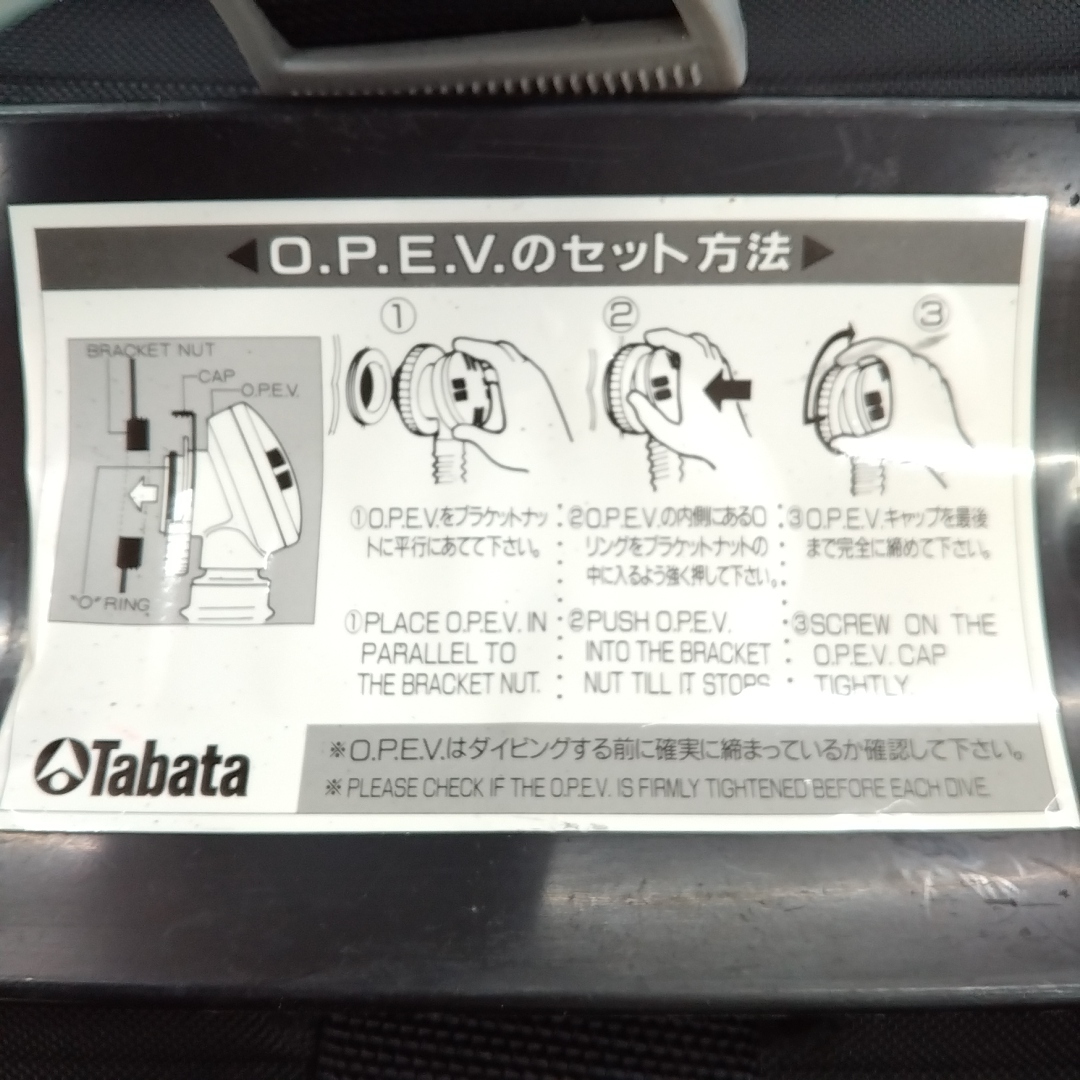 O.P.E.V.のセット方法
BRACKET NUT
CAP
O.P.E.V.
"O" RING
① ② ③
①O.P.E.V.をブラケットナッ
トに平行にあてて下さい。
②O.P.E.V.の内側にあるO
リングをブラケットナットの
中に入るよう強く押して下さい。
③O.P.E.V.キャップを最後
まで完全に締めて下さい。
①PLACE O.P.E.V. IN
PARALLEL TO
THE BRACKET NUT.
②PUSH O.P.E.V.
INTO THE BRACKET
NUT TILL IT STOPS
③SCREW ON THE
O.P.E.V. CAP
TIGHTLY.
Tabata
※O.P.E.V.はダイビングする前に確実に締まっているか確認して下さい。
※ PLEASE CHECK IF THE O.P.E.V. IS FIRMLY TIGHTENED BEFORE EACH DIVE.